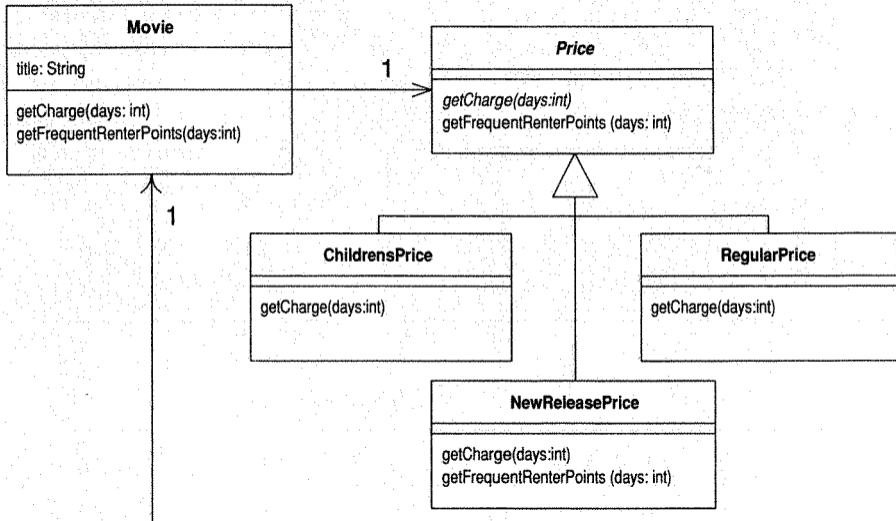 Movie
title: String
getCharge(days: int)
getFrequentRenterPoints(days:int)
1
1
Price
getCharge(days:int)
getFrequentRenterPoints (days: int)
ChildrensPrice
getCharge(days:int)
RegularPrice
getCharge(days:int)
NewReleasePrice
getCharge(days:int)
getFrequentRenterPoints (days: int)